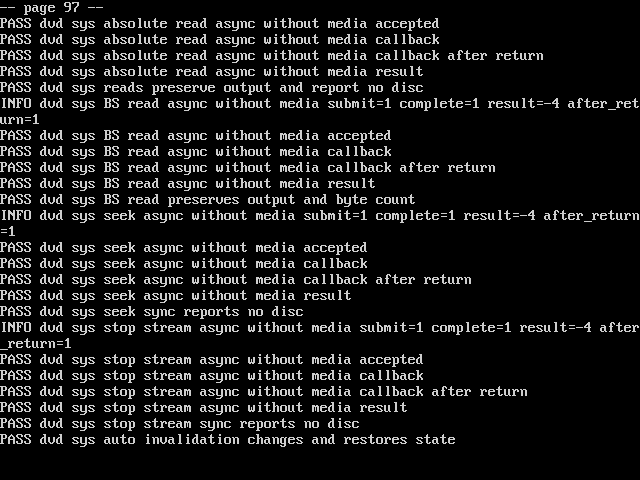 -- page 97 --
PASS dvd sys absolute read async without media accepted
PASS dvd sys absolute read async without media callback
PASS dvd sys absolute read async without media callback after return
PASS dvd sys absolute read async without media result
PASS dvd sys reads preserve output and report no disc
INFO dvd sys BS read async without media submit=1 complete=1 result=-4 after_ret
urn=1
PASS dvd sys BS read async without media accepted
PASS dvd sys BS read async without media callback
PASS dvd sys BS read async without media callback after return
PASS dvd sys BS read async without media result
PASS dvd sys BS read preserves output and byte count
INFO dvd sys seek async without media submit=1 complete=1 result=-4 after_return
=1
PASS dvd sys seek async without media accepted
PASS dvd sys seek async without media callback
PASS dvd sys seek async without media callback after return
PASS dvd sys seek async without media result
PASS dvd sys seek sync reports no disc
INFO dvd sys stop stream async without media submit=1 complete=1 result=-4 after
_return=1
PASS dvd sys stop stream async without media accepted
PASS dvd sys stop stream async without media callback
PASS dvd sys stop stream async without media callback after return
PASS dvd sys stop stream async without media result
PASS dvd sys stop stream sync reports no disc
PASS dvd sys auto invalidation changes and restores state